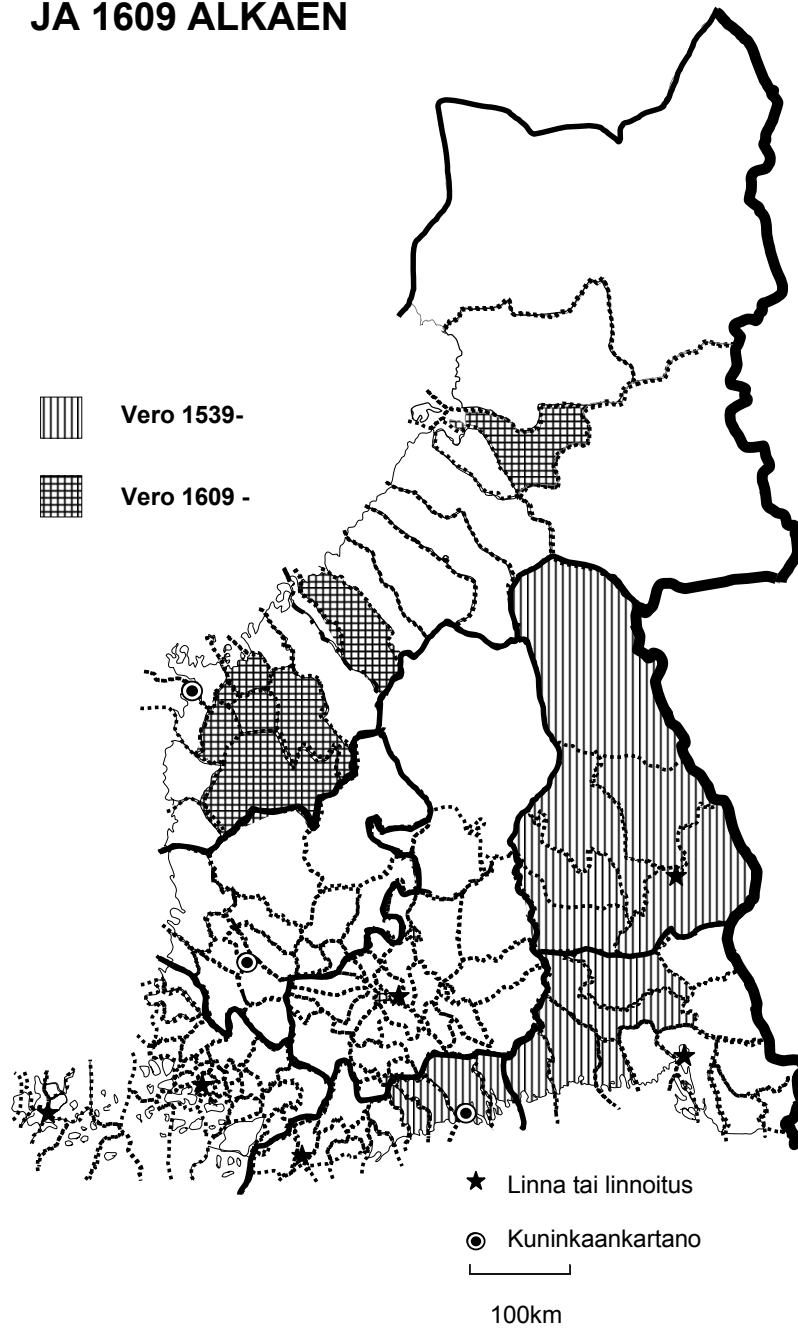 JA 1609 ALKAEN
Vero 1539-
Vero 1609 -
Linna tai linnoitus
Kuninkaankartano
100km